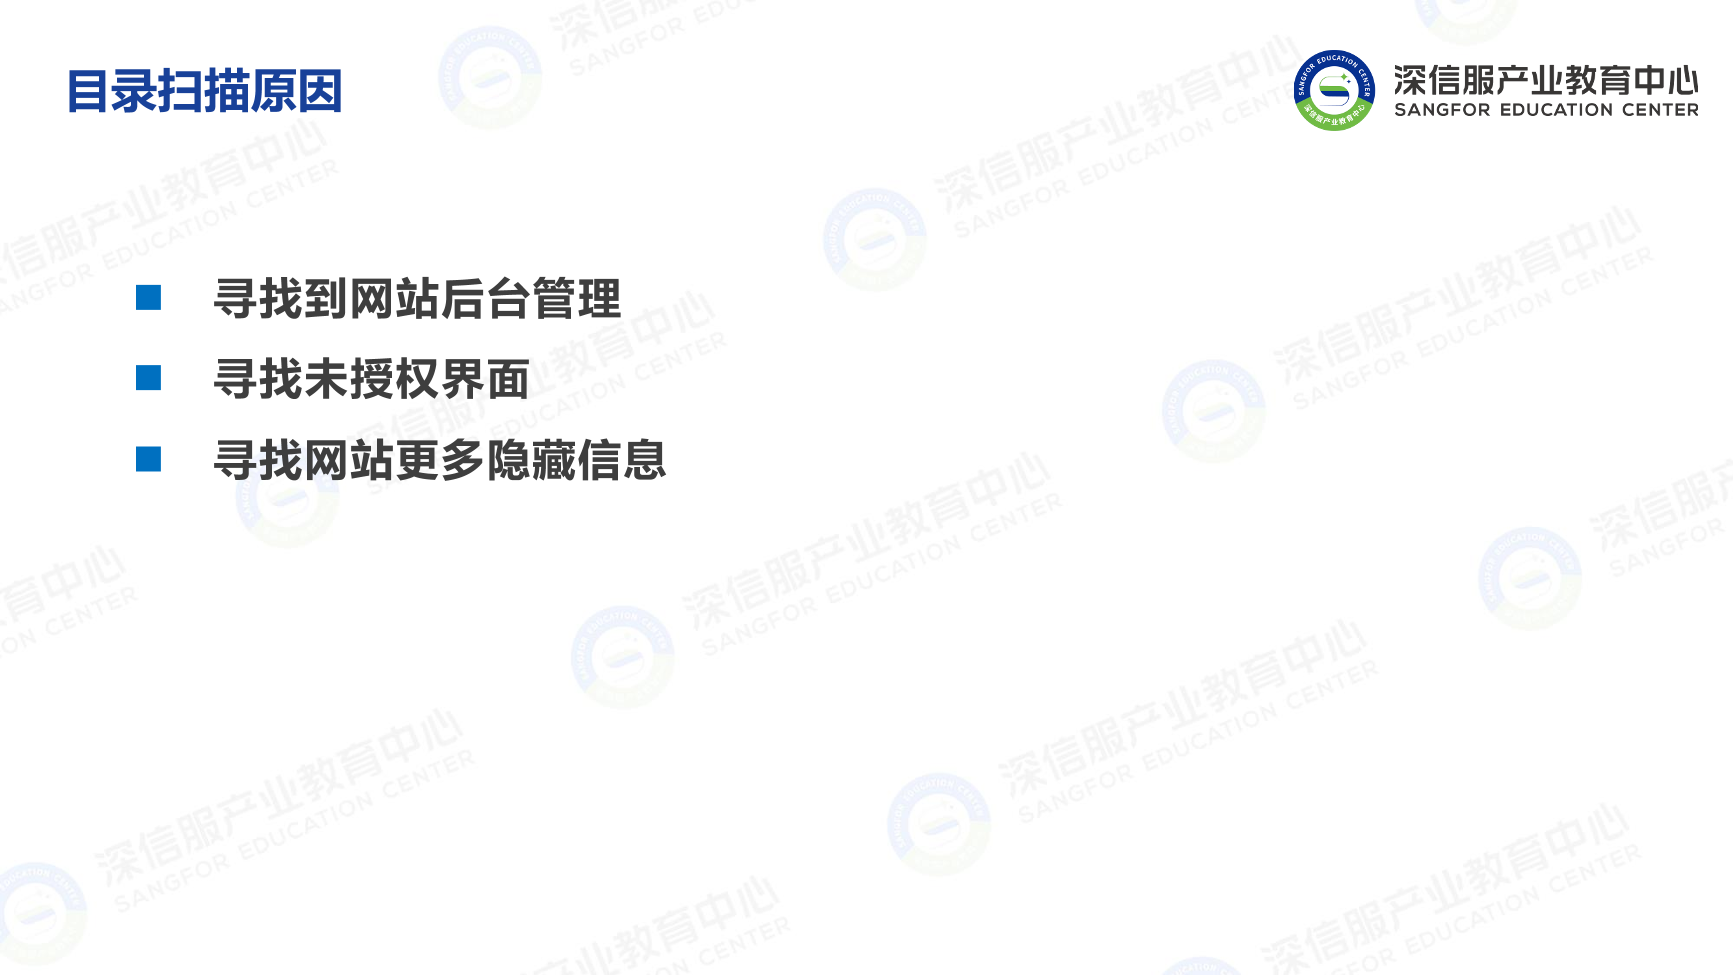 目录扫描原因
深信服产业教育中心
SANGFOR EDUCATION CENTER
寻找到网站后台管理
寻找未授权界面
寻找网站更多隐藏信息